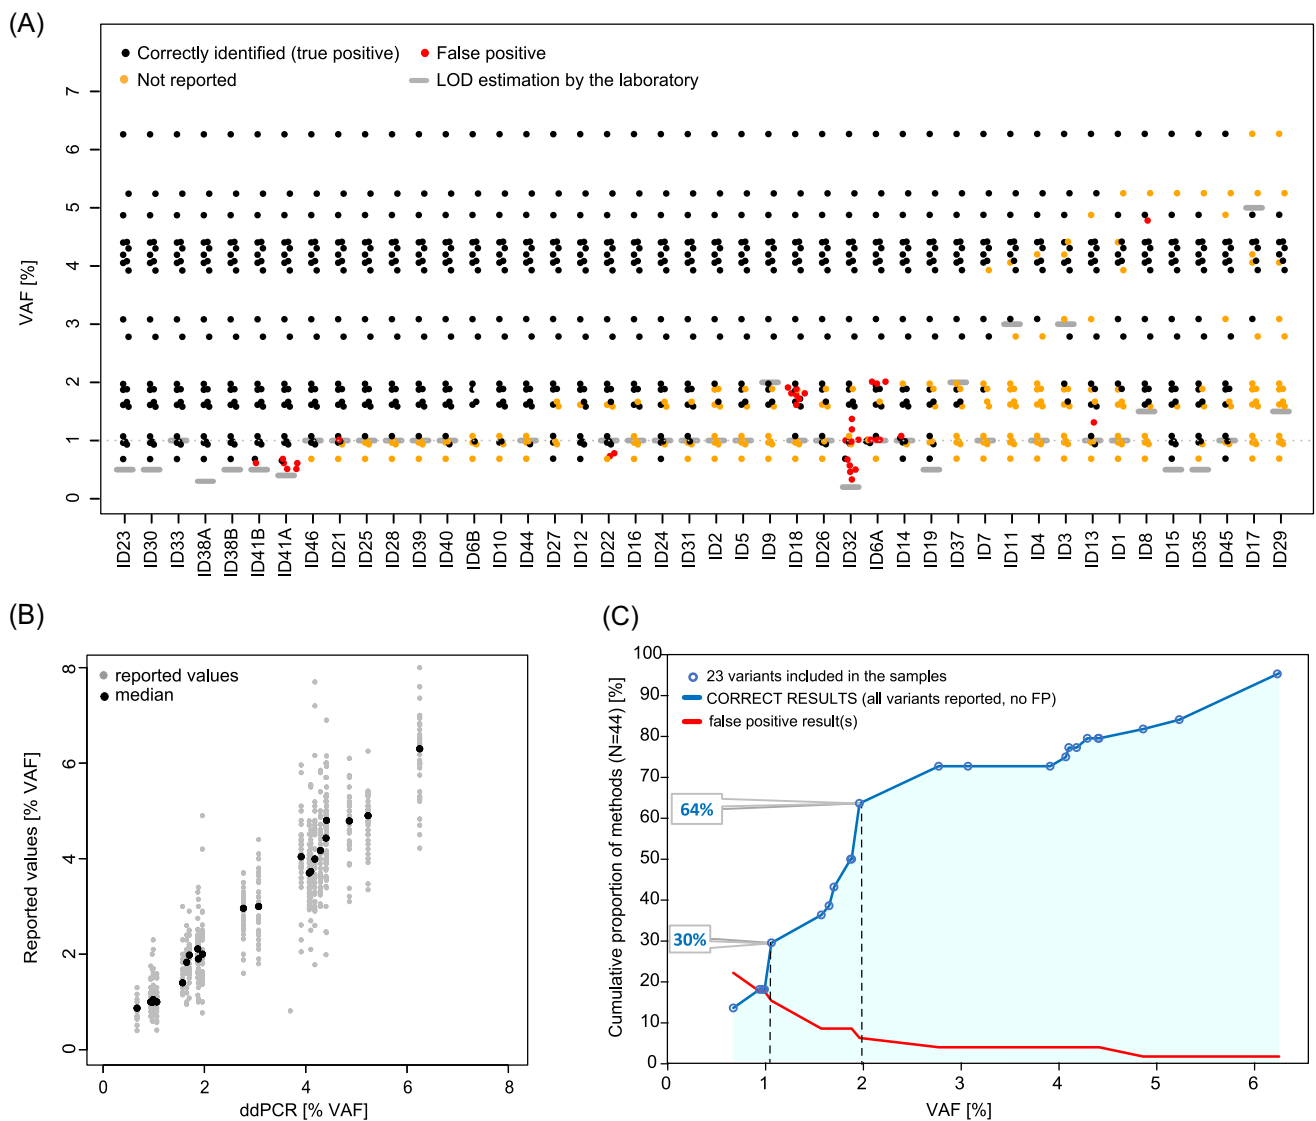 (A)
Correctly identified (true positive)
False positive
Not reported
LOD estimation by the laboratory
7
6
5
4
3
2
1
0
VAF [%]
ID23 ID30 ID33 ID38A ID38B ID41B ID41A ID46 ID21 ID25 ID28 ID39 ID40 ID6B ID10 ID44 ID27 ID12 ID22 ID16 ID24 ID31 ID2 ID5 ID9 ID18 ID26 ID32 ID6A ID14 ID19 ID37 ID7 ID11 ID4 ID3 ID13 ID1 ID8 ID15 ID35 ID45 ID17 ID29
(B)
reported values
median
8
6
4
2
0
Reported values [% VAF]
0 2 4 6 8
ddPCR [% VAF]
(C)
23 variants included in the samples
CORRECT RESULTS (all variants reported, no FP)
false positive result(s)
100
90
80
70
60
50
40
30
20
10
0
Cumulative proportion of methods (N=44) [%]
64%
30%
0 1 2 3 4 5 6
VAF [%]